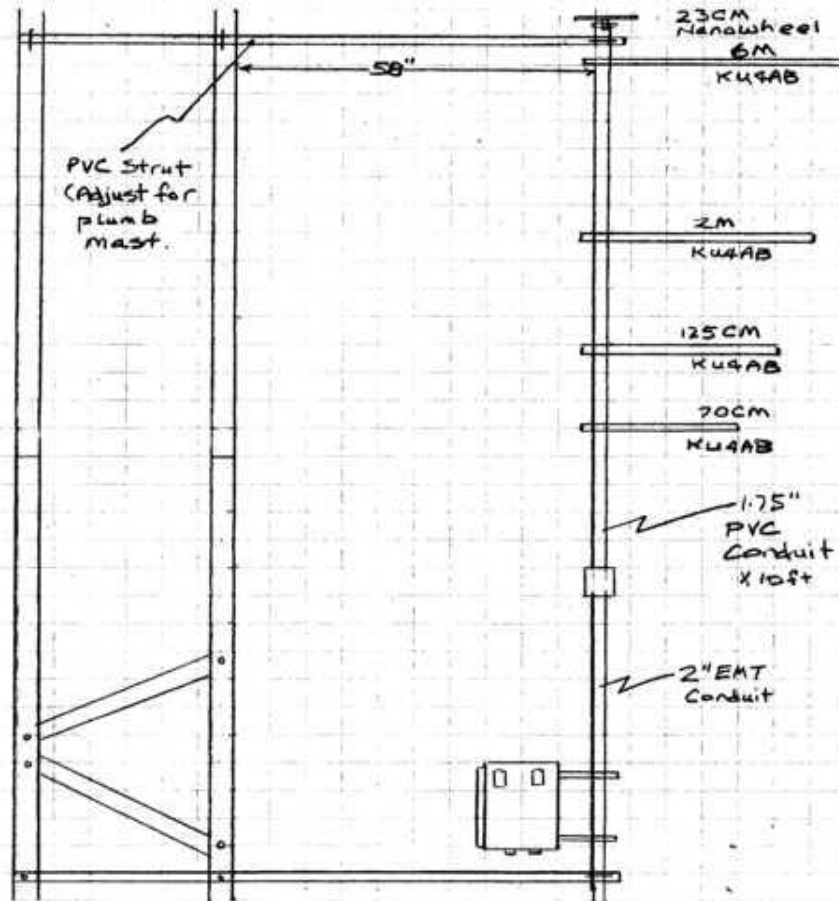 23CM
Nanowheel
6M
KU4AB
58"
PVC Strut
(Adjust for
plumb
mast.
2M
KU4AB
125CM
KU4AB
70CM
KU4AB
1.75"
PVC
Conduit
X 10ft
2" EMT
Conduit